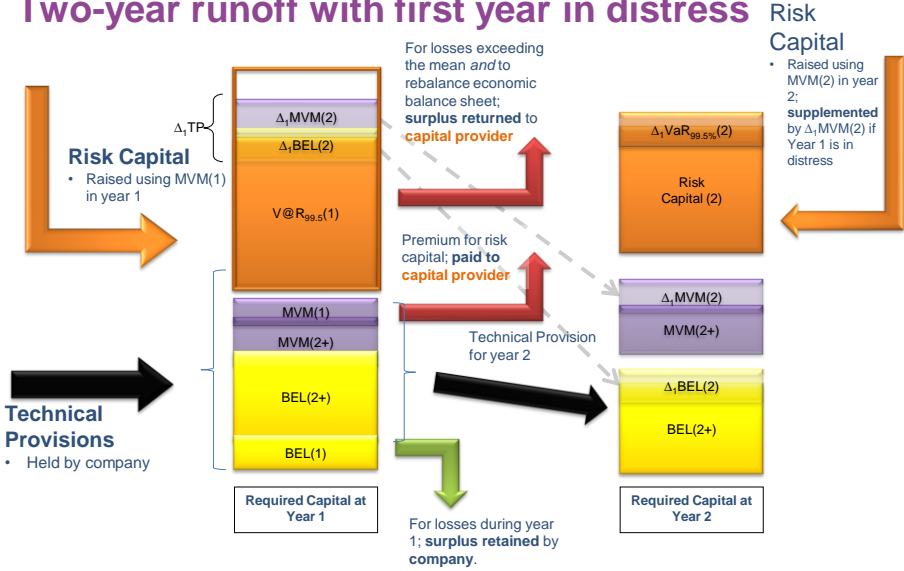 Two-year runoff with first year in distress
Risk
Capital
• Raised using
MVM(2) in year
2;
supplemented
by Δ₁MVM(2) if
Year 1 is in
distress
For losses exceeding
the mean and to
rebalance economic
balance sheet;
surplus returned to
capital provider
Δ₁TP
Δ₁MVM(2)
Δ₁BEL(2)
V@R₉₉.₅(1)
Risk Capital
• Raised using MVM(1)
in year 1
Δ₁VaR₉₉.₅%(2)
Risk
Capital (2)
Premium for risk
capital; paid to
capital provider
MVM(1)
MVM(2+)
BEL(2+)
BEL(1)
Technical Provision
for year 2
Δ₁MVM(2)
MVM(2+)
Δ₁BEL(2)
BEL(2+)
Technical
Provisions
• Held by company
Required Capital at
Year 1
Required Capital at
Year 2
For losses during year
1; surplus retained by
company.